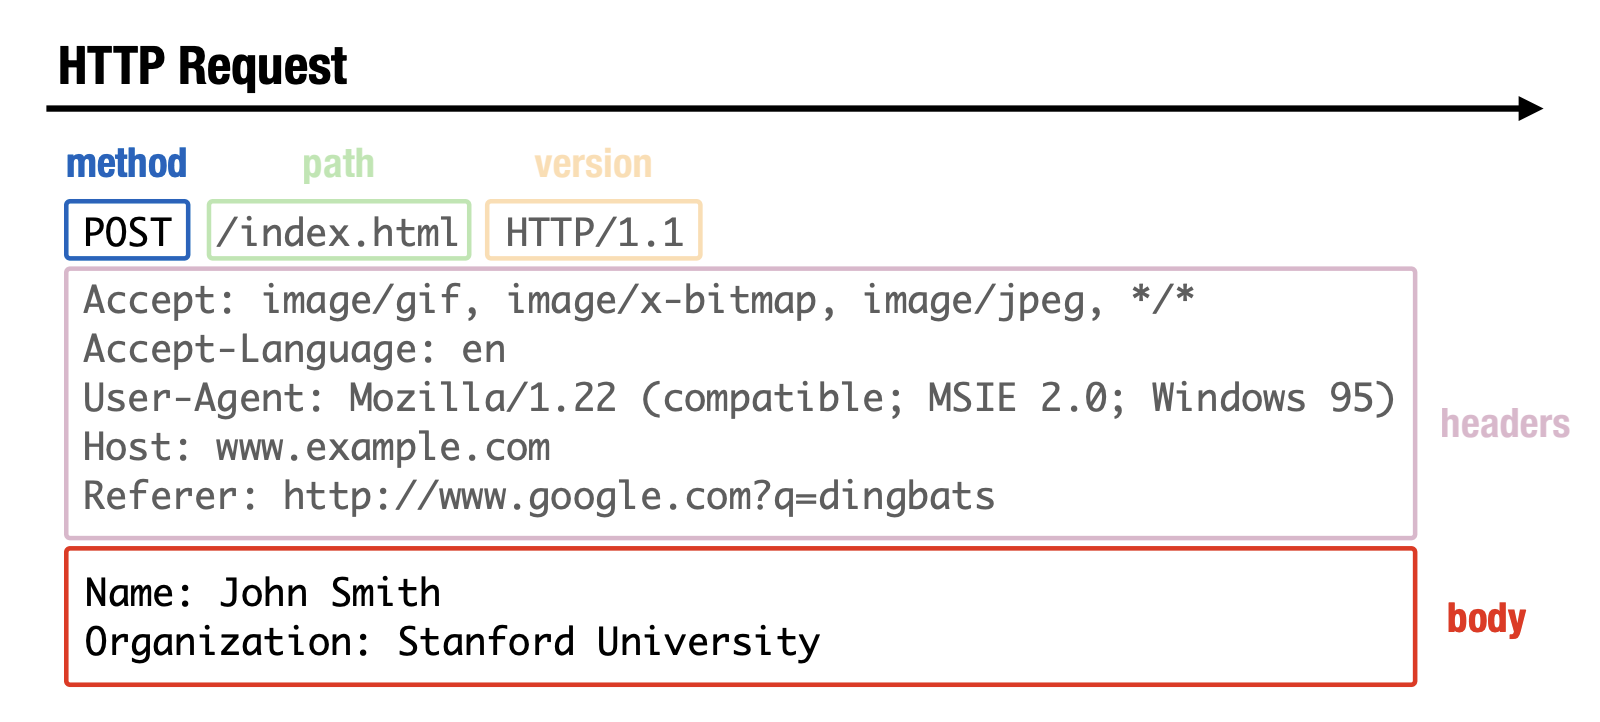 HTTP Request
method path version
POST /index.html HTTP/1.1
Accept: image/gif, image/x-bitmap, image/jpeg, */*
Accept-Language: en
User-Agent: Mozilla/1.22 (compatible; MSIE 2.0; Windows 95)
Host: www.example.com
Referer: http://www.google.com?q=dingbats
headers
Name: John Smith
Organization: Stanford University
body